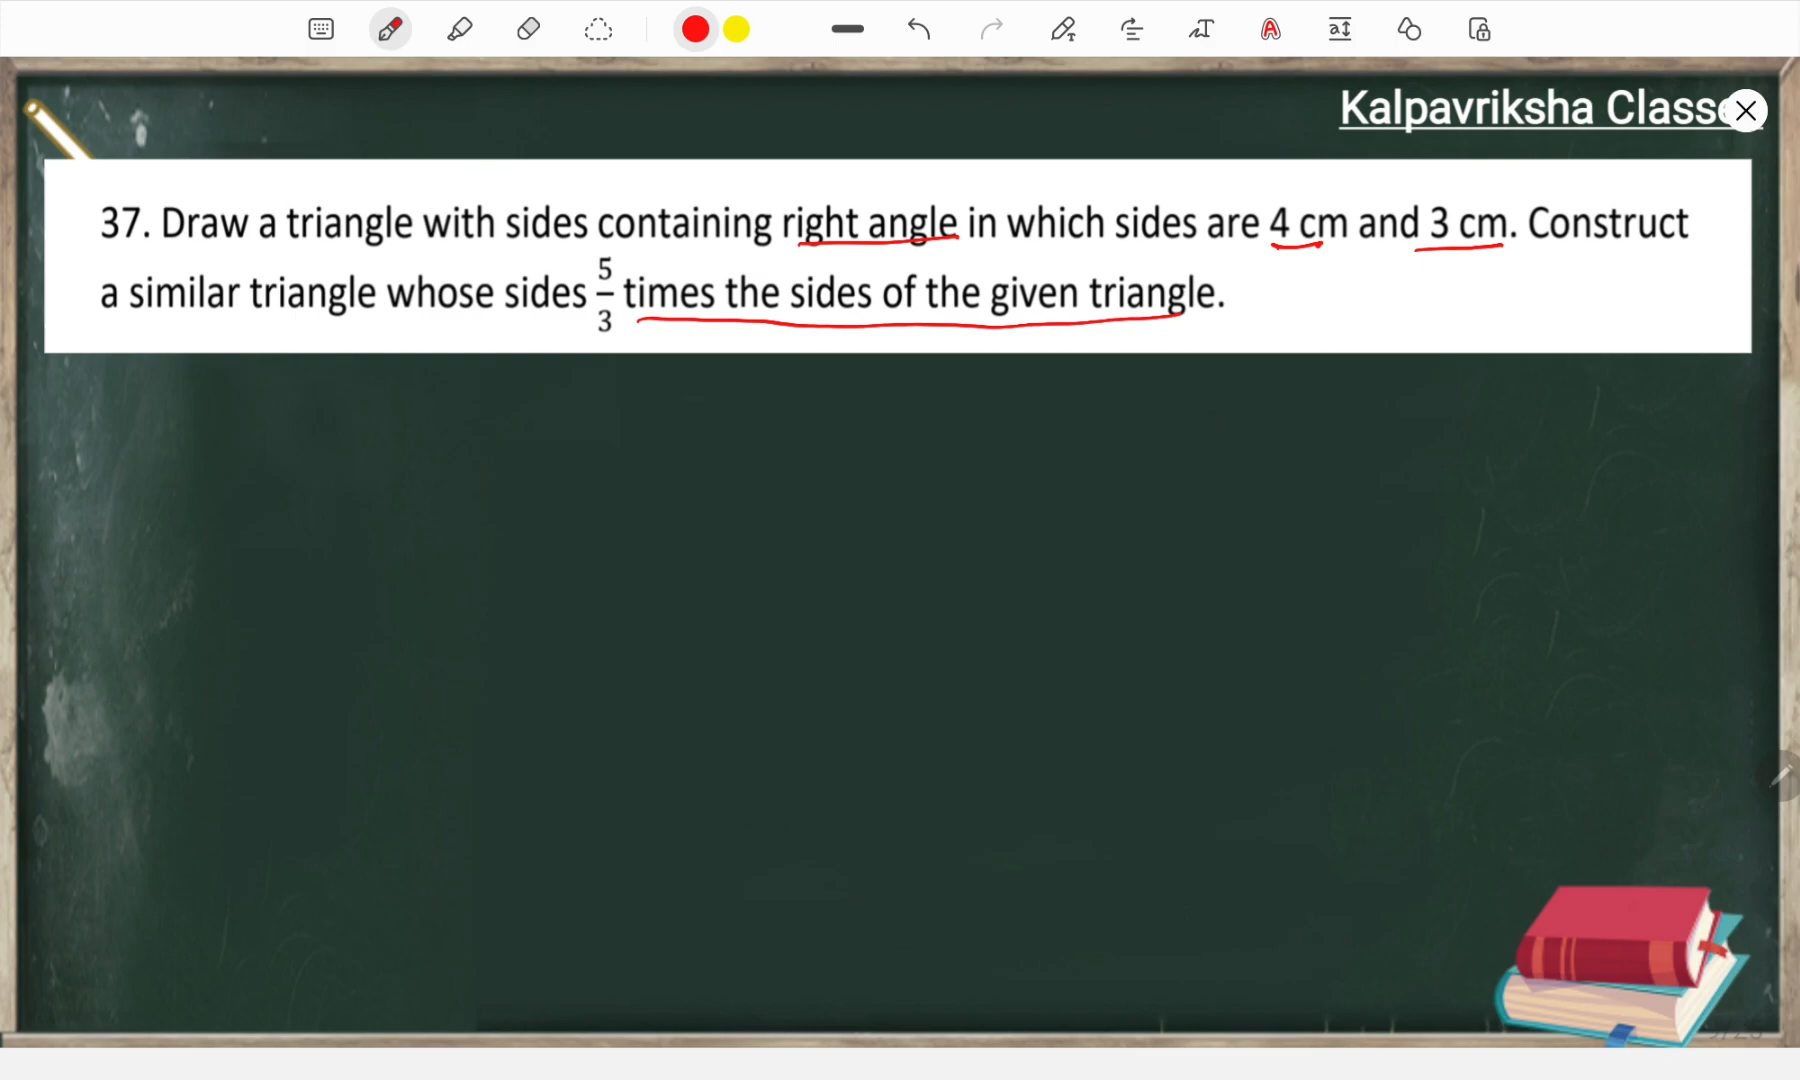 Kalpavriksha Classe
37. Draw a triangle with sides containing right angle in which sides are 4 cm and 3 cm. Construct
a similar triangle whose sides 5/3 times the sides of the given triangle.